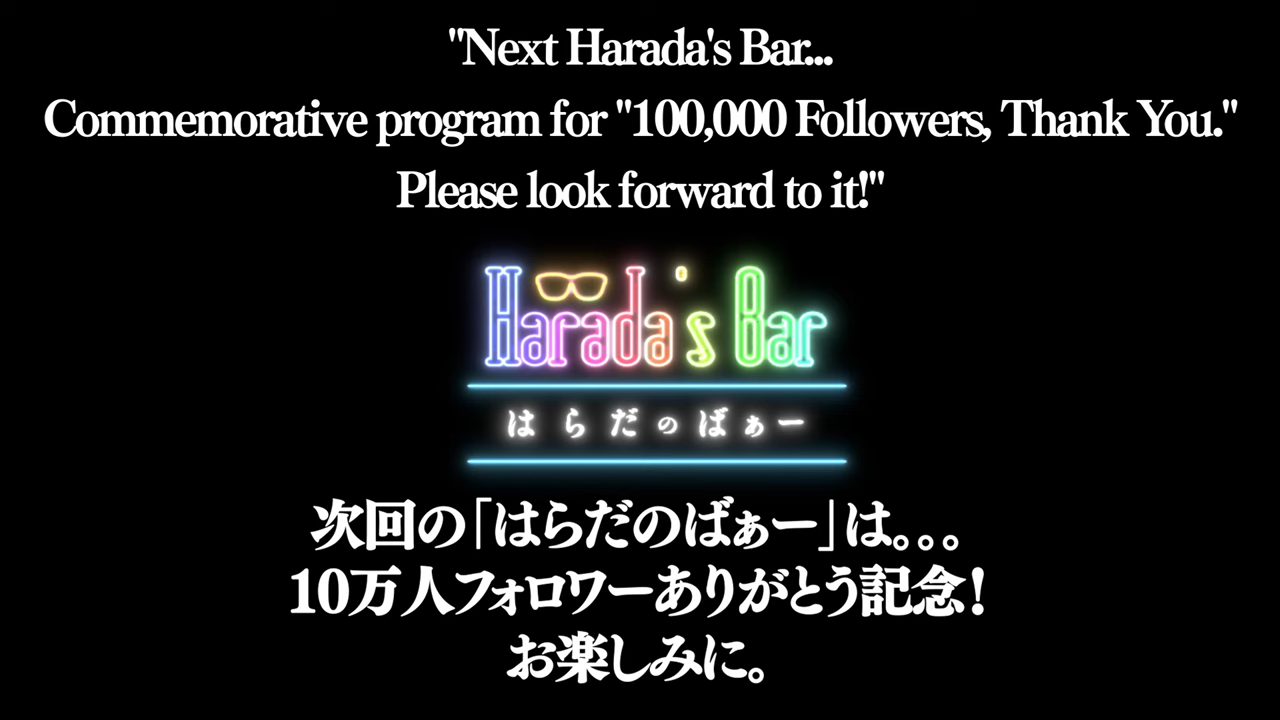 "Next Harada's Bar...
Commemorative program for "100,000 Followers, Thank You."
Please look forward to it!"
Harada's Bar
はらだのばぁー
次回の「はらだのばぁー」は。。。
10万人フォロワーありがとう記念！
お楽しみに。